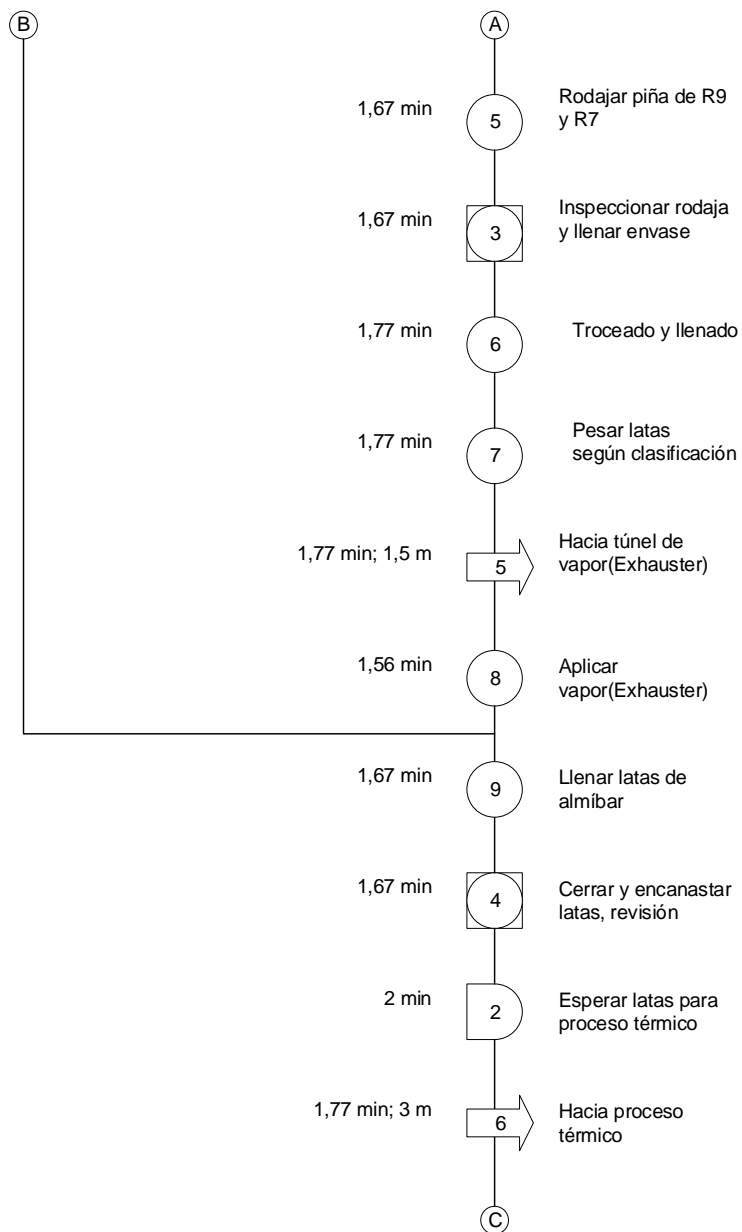 B
A
1,67 min
5
Rodajar piña de R9
y R7
1,67 min
3
Inspeccionar rodaja
y llenar envase
1,77 min
6
Troceado y llenado
1,77 min
7
Pesar latas
según clasificación
1,77 min; 1,5 m
5
Hacia túnel de
vapor(Exhauster)
1,56 min
8
Aplicar
vapor(Exhauster)
1,67 min
9
Llenar latas de
almíbar
1,67 min
4
Cerrar y encanastar
latas, revisión
2 min
2
Esperar latas para
proceso térmico
1,77 min; 3 m
6
Hacia proceso
térmico
C